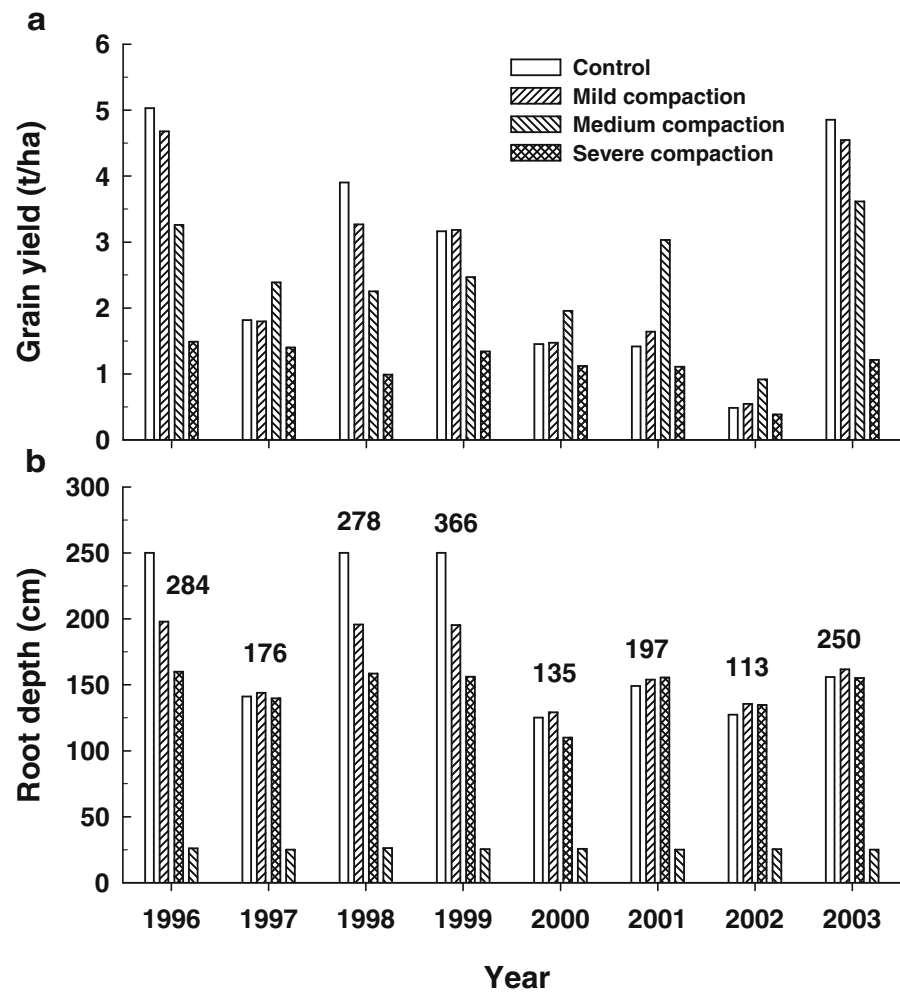 a
6
5
4
3
2
1
0
Grain yield (t/ha)
Control
Mild compaction
Medium compaction
Severe compaction
b
300
250
200
150
100
50
0
Root depth (cm)
284
176
278
366
135
197
113
250
1996 1997 1998 1999 2000 2001 2002 2003
Year